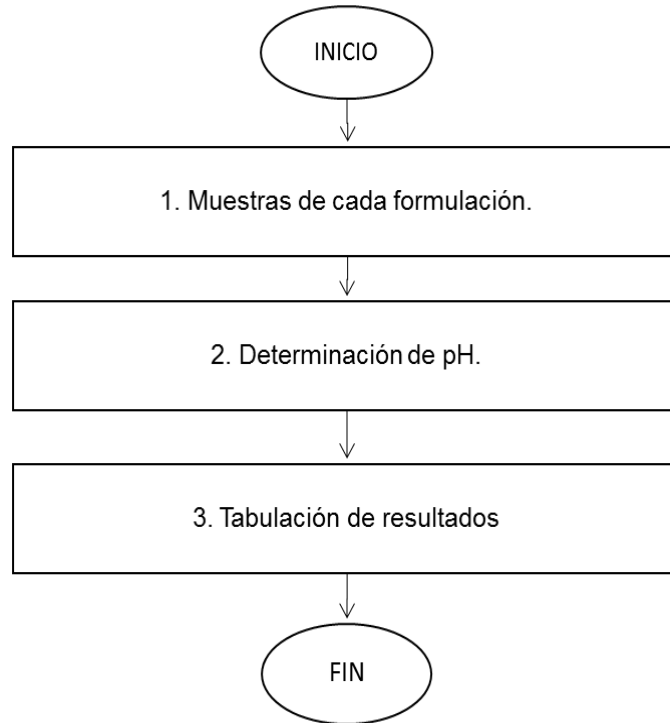 INICIO
1. Muestras de cada formulación.
2. Determinación de pH.
3. Tabulación de resultados
FIN